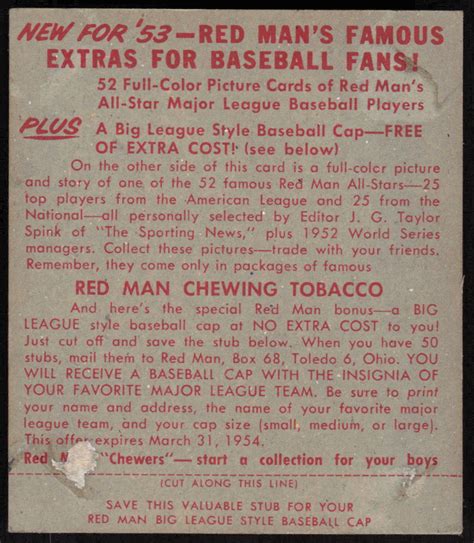 NEW FOR '53—RED MAN'S FAMOUS
EXTRAS FOR BASEBALL FANS!
52 Full-Color Picture Cards of Red Man's
All-Star Major League Baseball Players
PLUS A Big League Style Baseball Cap—FREE
OF EXTRA COST! (see below)
On the other side of this card is a full-color picture
and story of one of the 52 famous Red Man All-Stars—25
top players from the American League and 25 from the
National—all personally selected by Editor J. G. Taylor
Spink of "The Sporting News," plus 1952 World Series
managers. Collect these pictures—trade with your friends.
Remember, they come only in packages of famous
RED MAN CHEWING TOBACCO
And here's the special Red Man bonus—a BIG
LEAGUE style baseball cap at NO EXTRA COST to you!
Just cut off and save the stub below. When you have 50
stubs, mail them to Red Man, Box 68, Toledo 6, Ohio. YOU
WILL RECEIVE A BASEBALL CAP WITH THE INSIGNIA OF
YOUR FAVORITE MAJOR LEAGUE TEAM. Be sure to print
your name and address, the name of your favorite major
league team, and your cap size (small, medium, or large).
This offer expires March 31, 1954.
Red "Chewers"— start a collection for your boys
(CUT ALONG THIS LINE)
SAVE THIS VALUABLE STUB FOR YOUR
RED MAN BIG LEAGUE STYLE BASEBALL CAP